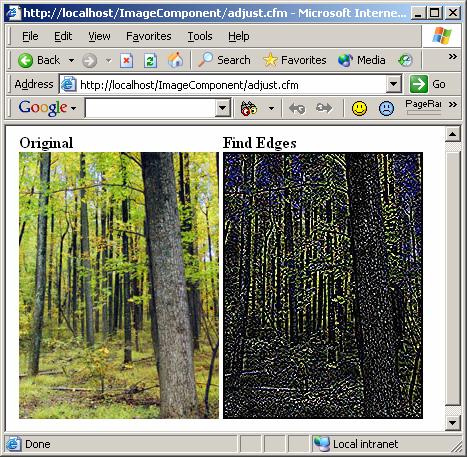 http://localhost/ImageComponent/adjust.cfm - Microsoft Interne...
File Edit View Favorites Tools Help
Back Search Favorites Media »
Address http://localhost/ImageComponent/adjust.cfm Go
Google PageRan »
Original Find Edges
Done Local intranet